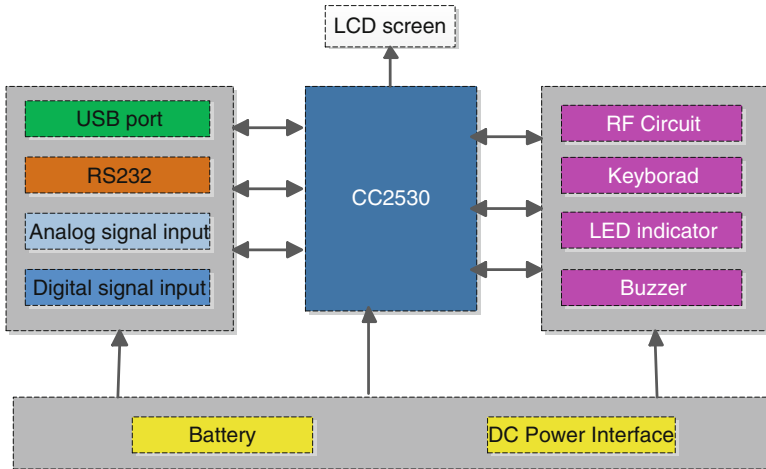 LCD screen
USB port
RS232
Analog signal input
Digital signal input
CC2530
RF Circuit
Keyborad
LED indicator
Buzzer
Battery
DC Power Interface